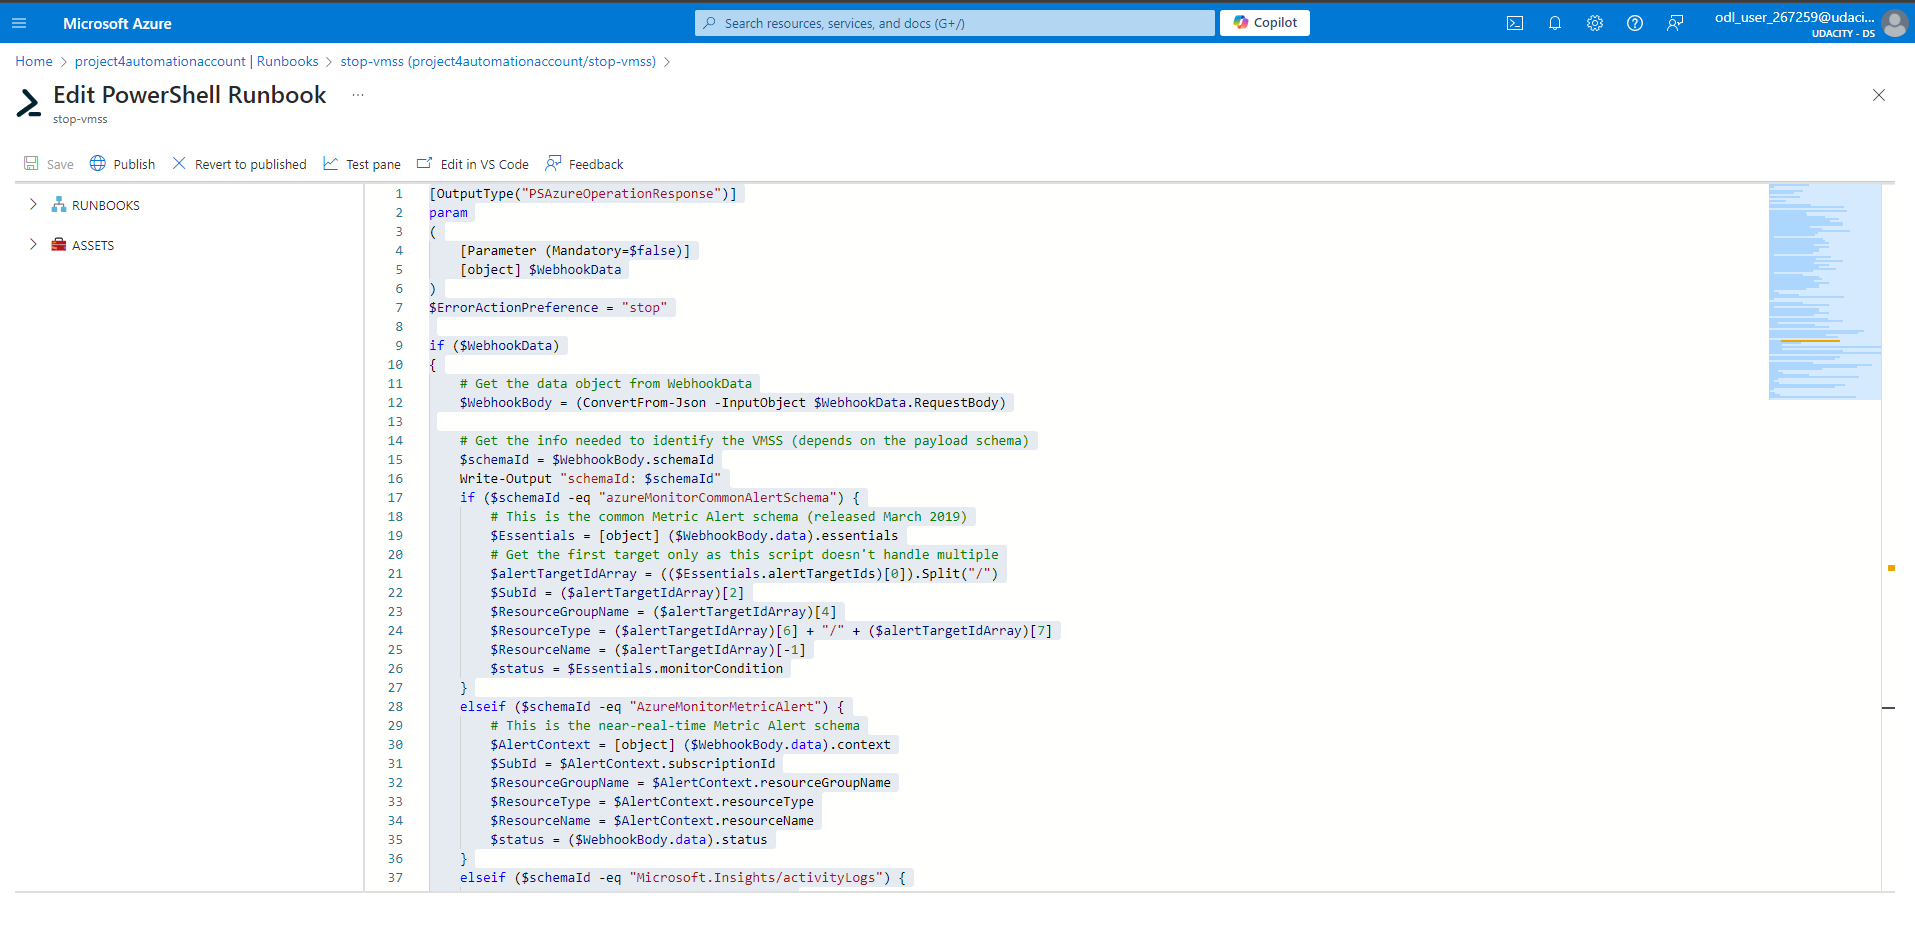 Microsoft Azure
Search resources, services, and docs (G+/)
Copilot
odl_user_267259@udaci...
UDACITY - DS
Home > project4automationaccount | Runbooks > stop-vmss (project4automationaccount/stop-vmss) >
Edit PowerShell Runbook ...
stop-vmss
Save Publish Revert to published Test pane Edit in VS Code Feedback
RUNBOOKS
ASSETS
1 [OutputType("PSAzureOperationResponse")]
2 param
3 (
4     [Parameter (Mandatory=$false)]
5     [object] $WebhookData
6 )
7 $ErrorActionPreference = "stop"
8
9 if ($WebhookData)
10 {
11     # Get the data object from WebhookData
12     $WebhookBody = (ConvertFrom-Json -InputObject $WebhookData.RequestBody)
13
14     # Get the info needed to identify the VMSS (depends on the payload schema)
15     $schemaId = $WebhookBody.schemaId
16     Write-Output "schemaId: $schemaId"
17     if ($schemaId -eq "azureMonitorCommonAlertSchema") {
18         # This is the common Metric Alert schema (released March 2019)
19         $Essentials = [object] ($WebhookBody.data).essentials
20         # Get the first target only as this script doesn't handle multiple
21         $alertTargetIdArray = (($Essentials.alertTargetIds)[0]).Split("/")
22         $SubId = ($alertTargetIdArray)[2]
23         $ResourceGroupName = ($alertTargetIdArray)[4]
24         $ResourceType = ($alertTargetIdArray)[6] + "/" + ($alertTargetIdArray)[7]
25         $ResourceName = ($alertTargetIdArray)[-1]
26         $status = $Essentials.monitorCondition
27     }
28     elseif ($schemaId -eq "AzureMonitorMetricAlert") {
29         # This is the near-real-time Metric Alert schema
30         $AlertContext = [object] ($WebhookBody.data).context
31         $SubId = $AlertContext.subscriptionId
32         $ResourceGroupName = $AlertContext.resourceGroupName
33         $ResourceType = $AlertContext.resourceType
34         $ResourceName = $AlertContext.resourceName
35         $status = ($WebhookBody.data).status
36     }
37     elseif ($schemaId -eq "Microsoft.Insights/activityLogs") {